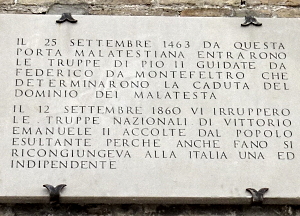 IL 25 SETTEMBRE 1463 DA QUESTA
PORTA MALATESTIANA ENTRARONO
LE TRUPPE DI PIO II GUIDATE DA
FEDERICO DA MONTEFELTRO CHE
DETERMINARONO LA CADUTA DEL
DOMINIO DEI MALATESTA
IL 12 SETTEMBRE 1860 VI IRRUPPERO
LE TRUPPE NAZIONALI DI VITTORIO
EMANUELE II ACCOLTE DAL POPOLO
ESULTANTE PERCHE ANCHE FANO SI
RICONGIUNGEVA ALLA ITALIA UNA ED
INDIPENDENTE